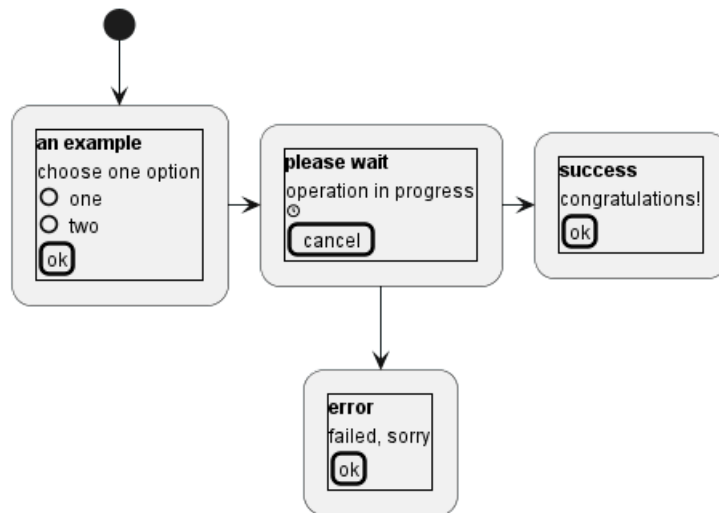 an example
choose one option
one
two
ok
please wait
operation in progress
cancel
success
congratulations!
ok
error
failed, sorry
ok